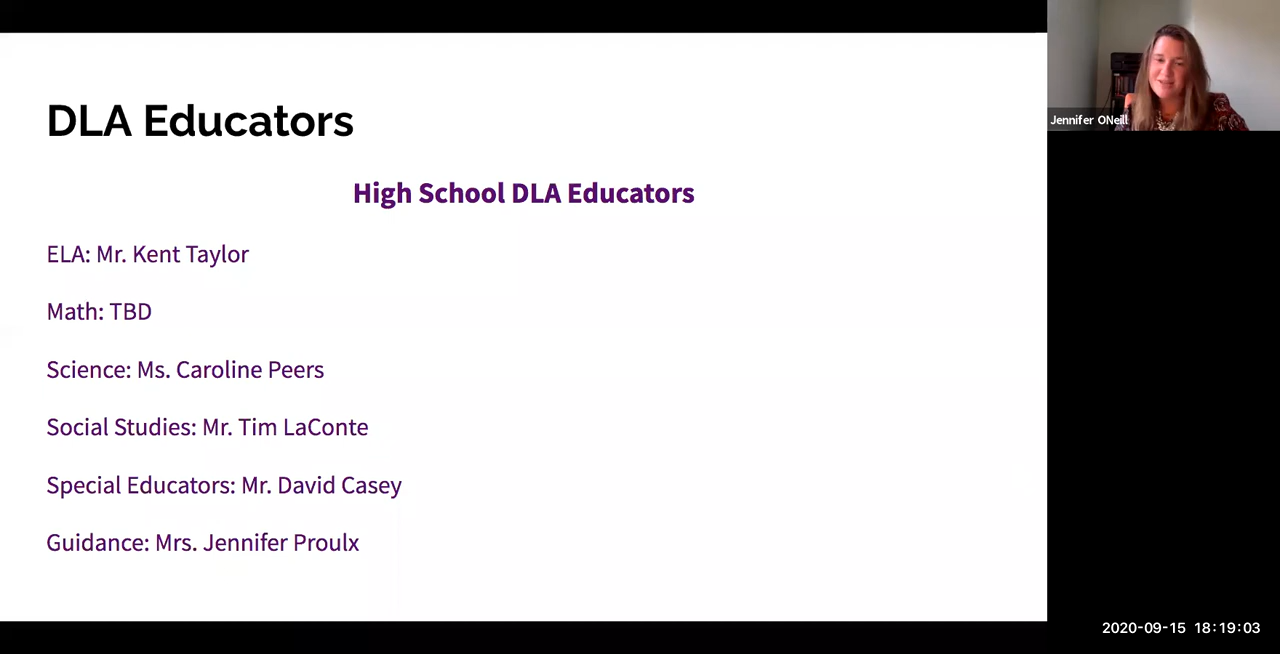 DLA Educators
High School DLA Educators
ELA: Mr. Kent Taylor
Math: TBD
Science: Ms. Caroline Peers
Social Studies: Mr. Tim LaConte
Special Educators: Mr. David Casey
Guidance: Mrs. Jennifer Proulx
Jennifer ONeill
2020-09-15 18:19:03